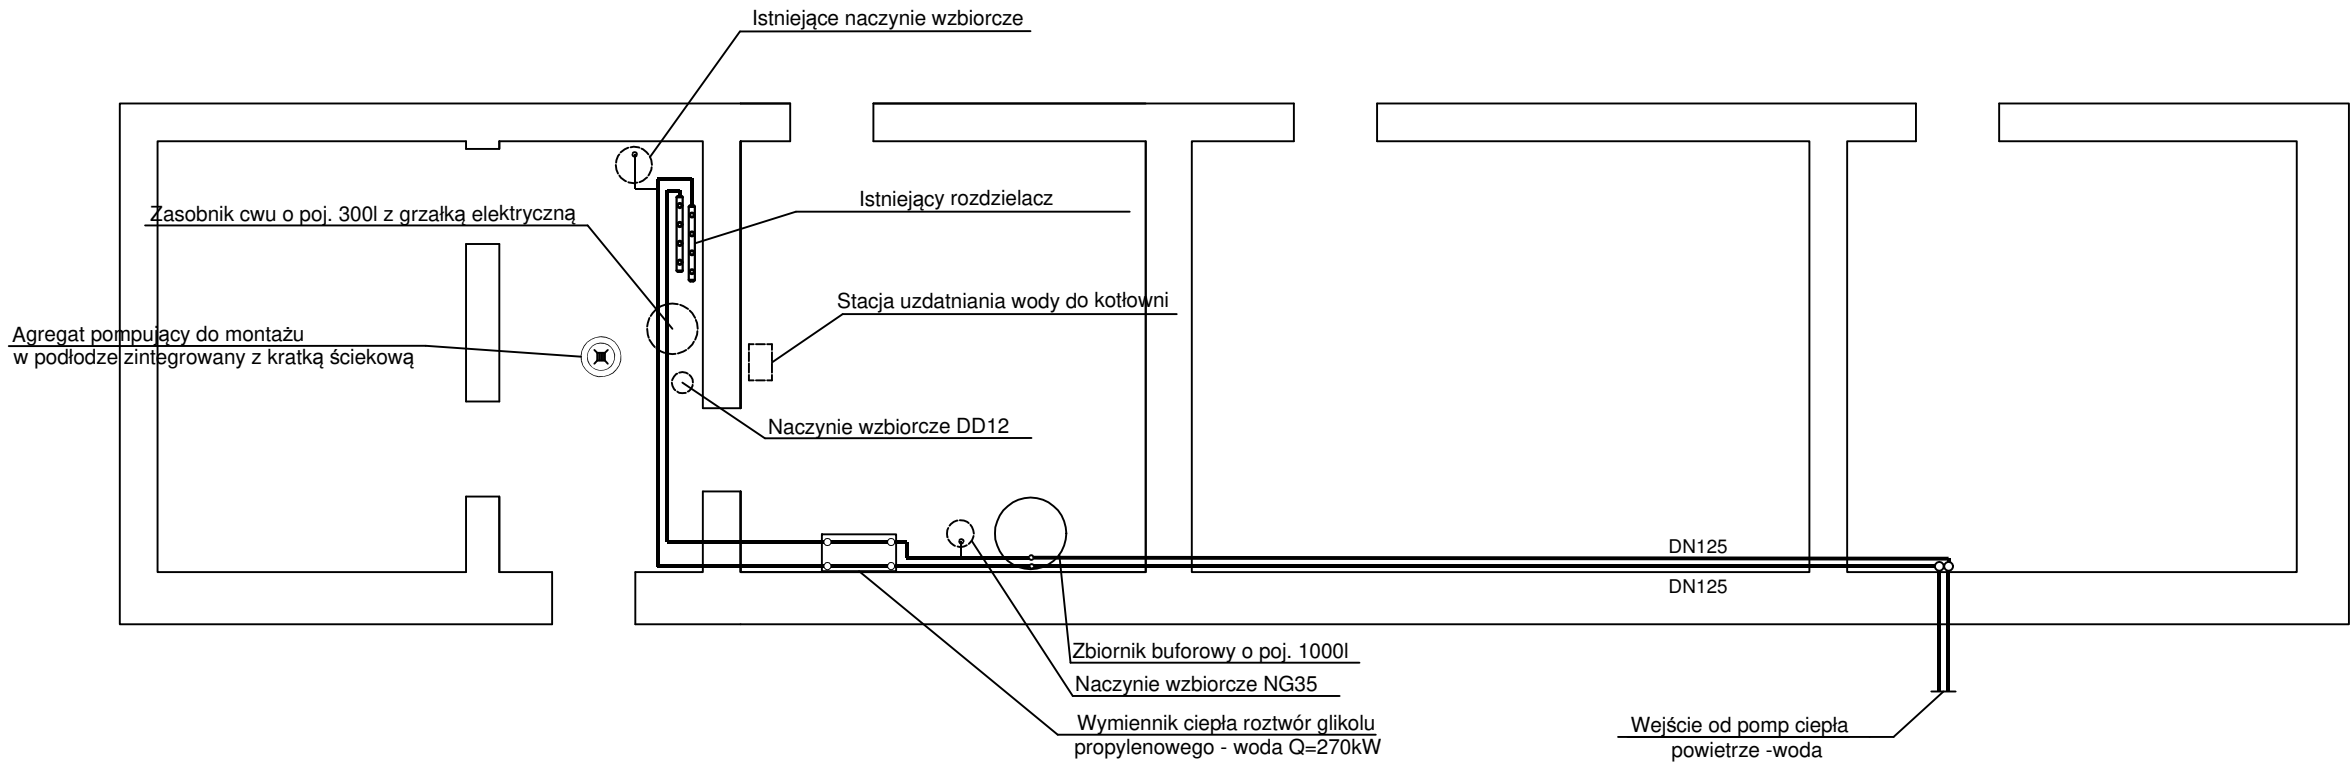 Istniejące naczynie wzbiorcze
Istniejący rozdzielacz
Zasobnik cwu o poj. 300l z grzałką elektryczną
Stacja uzdatniania wody do kotłowni
Agregat pompujący do montażu
w podłodze zintegrowany z kratką ściekową
Naczynie wzbiorcze DD12
DN125
DN125
Zbiornik buforowy o poj. 1000l
Naczynie wzbiorcze NG35
Wymiennik ciepła roztwór glikolu
propylenowego - woda Q=270kW
Wejście od pomp ciepła
powietrze -woda